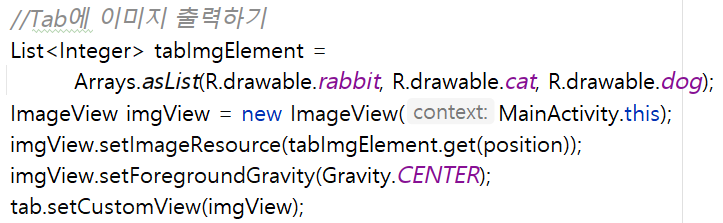 //Tab에 이미지 출력하기
List<Integer> tabImgElement =
Arrays.asList(R.drawable.rabbit, R.drawable.cat, R.drawable.dog);
ImageView imgView = new ImageView( context: MainActivity.this);
imgView.setImageResource(tabImgElement.get(position));
imgView.setForegroundGravity(Gravity.CENTER);
tab.setCustomView(imgView);